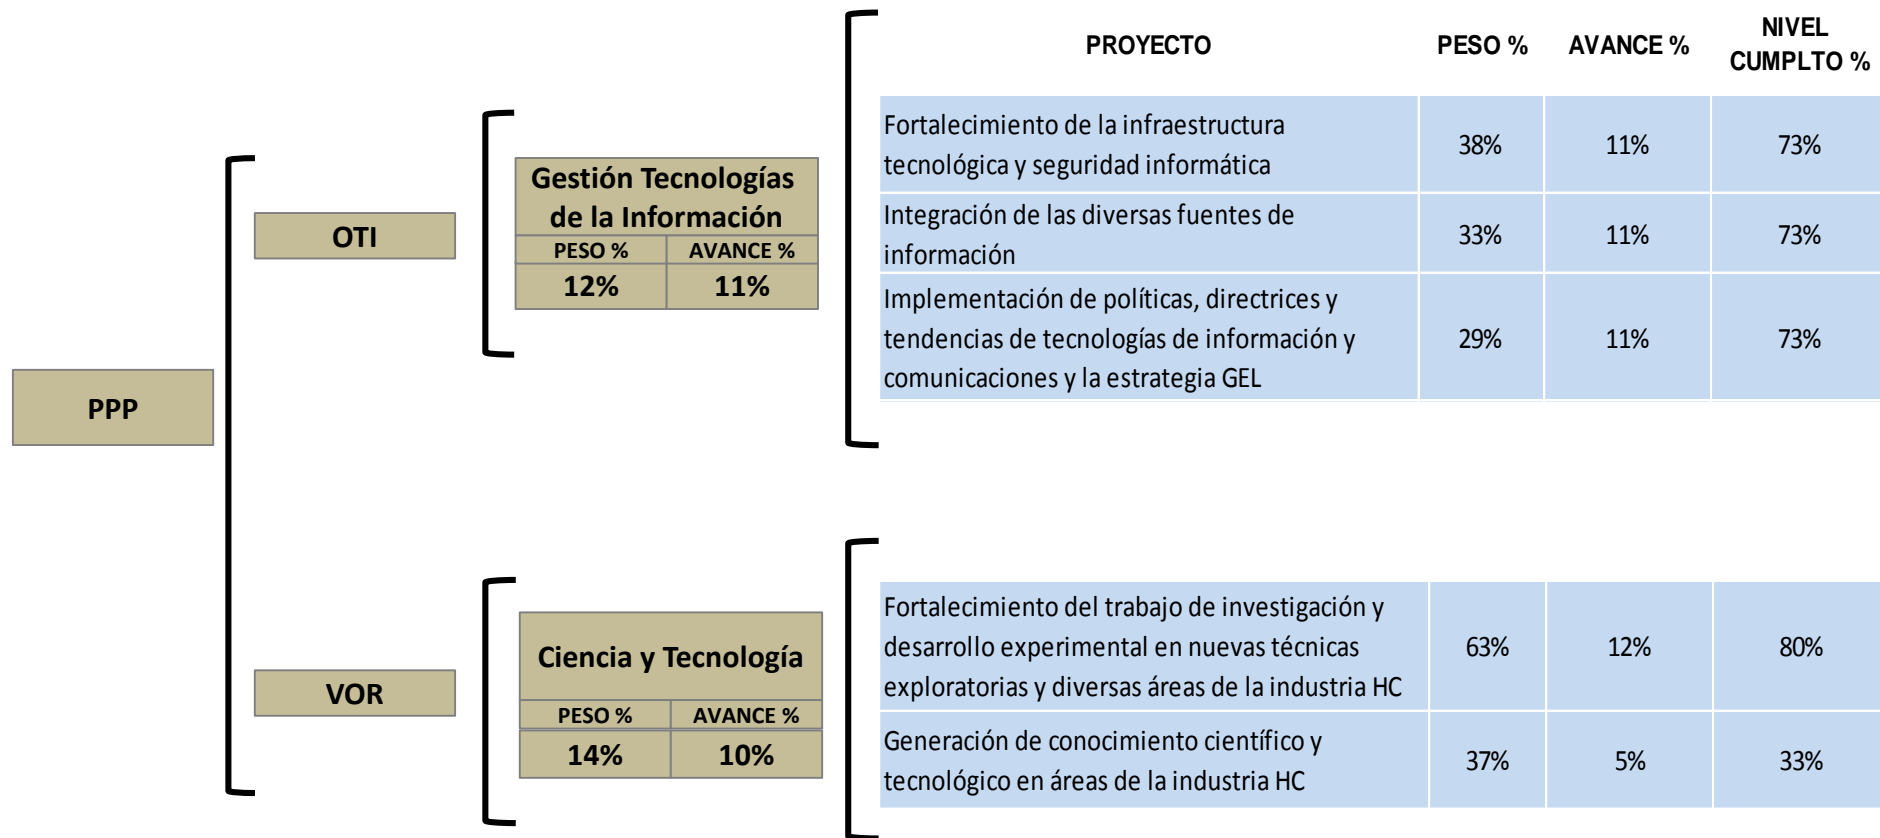 PPP
OTI
Gestión Tecnologías
de la Información
PESO % AVANCE %
12% 11%
PROYECTO PESO % AVANCE % NIVEL
CUMPLTO %
Fortalecimiento de la infraestructura
tecnológica y seguridad informática
38% 11% 73%
Integración de las diversas fuentes de
información
33% 11% 73%
Implementación de políticas, directrices y
tendencias de tecnologías de información y
comunicaciones y la estrategia GEL
29% 11% 73%
VOR
Ciencia y Tecnología
PESO % AVANCE %
14% 10%
Fortalecimiento del trabajo de investigación y
desarrollo experimental en nuevas técnicas
exploratorias y diversas áreas de la industria HC
63% 12% 80%
Generación de conocimiento científico y
tecnológico en áreas de la industria HC
37% 5% 33%